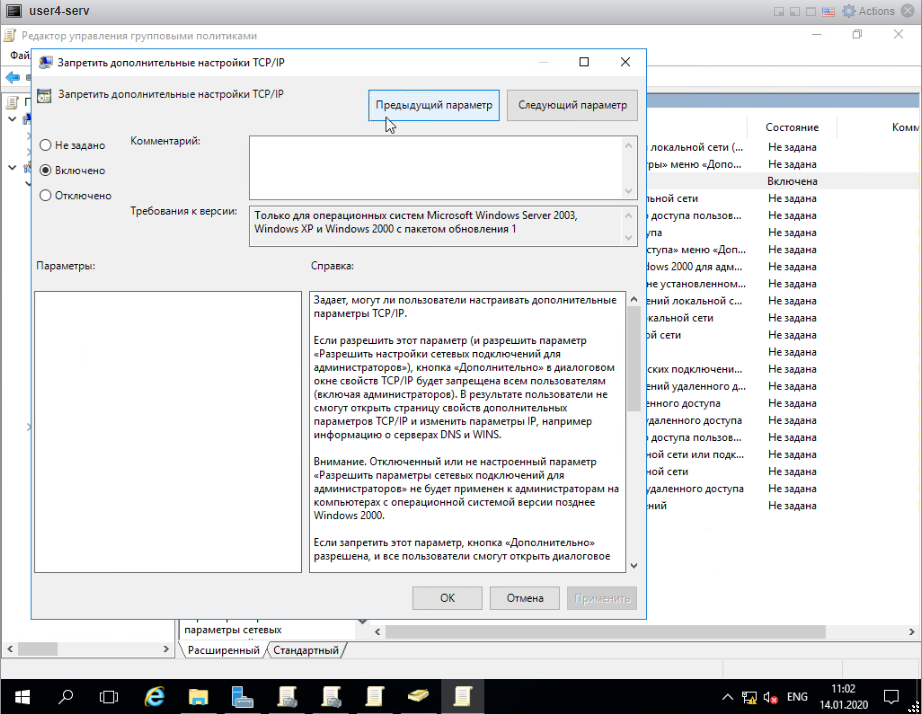 user4-serv
Actions
Редактор управления групповыми политиками
Фай
Запретить дополнительные настройки TCP/IP
Запретить дополнительные настройки TCP/IP
Предыдущий параметр
Следующий параметр
Не задано
Включено
Отключено
Комментарий:
Требования к версии:
Только для операционных систем Microsoft Windows Server 2003,
Windows XP и Windows 2000 с пакетом обновления 1
Параметры:
Справка:
Задает, могут ли пользователи настраивать дополнительные
параметры TCP/IP.
Если разрешить этот параметр (и разрешить параметр
«Разрешить настройки сетевых подключений для
администраторов»), кнопка «Дополнительно» в диалоговом
окне свойств TCP/IP будет запрещена всем пользователям
(включая администраторов). В результате пользователи не
смогут открыть страницу свойств дополнительных
параметров TCP/IP и изменить параметры IP, например
информацию о серверах DNS и WINS.
Внимание. Отключенный или не настроенный параметр
«Разрешить параметры сетевых подключений для
администраторов» не будет применен к администраторам на
компьютерах с операционной системой версии позднее
Windows 2000.
Если запретить этот параметр, кнопка «Дополнительно»
разрешена, и все пользователи смогут открыть диалоговое
ОК
Отмена
Применить
Состояние
Комм
локальной сети (... Не задана
ры» меню «Допо... Не задана
Включена
льной сети Не задана
доступа пользов... Не задана
упа Не задана
ступа» меню «Доп... Не задана
dows 2000 для адм... Не задана
не установленном... Не задана
ений локальной с... Не задана
кальной сети Не задана
ой сети Не задана
Не задана
ских подключени... Не задана
ений удаленного д... Не задана
енного доступа Не задана
удаленного доступа Не задана
доступа пользов... Не задана
ной сети или подк... Не задана
ной сети Не задана
удаленного доступа Не задана
ений Не задана
параметры сетевых
Расширенный
Стандартный
ENG
11:02
14.01.2020